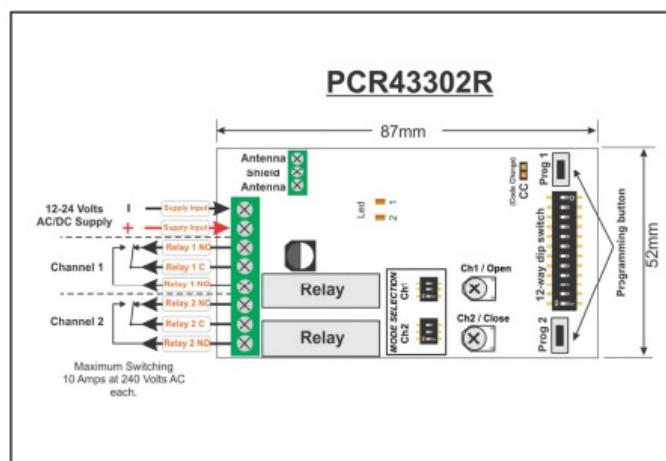 PCR43302R
87mm
Antenna
Shield
Antenna
12-24 Volts
AC/DC Supply
-
Supply Input
+
Supply Input
Channel 1
Relay 1 NC
Relay 1 C
Relay 1 NO
Channel 2
Relay 2 NC
Relay 2 C
Relay 2 NO
Maximum Switching
10 Amps at 240 Volts AC
each.
Led
1
2
Relay
Relay
MODE SELECTION
Ch1
Ch2
Ch1 / Open
Ch2 / Close
(Code Change)
CC
Prog 1
12-way dip switch
Prog 2
Programming button
52mm